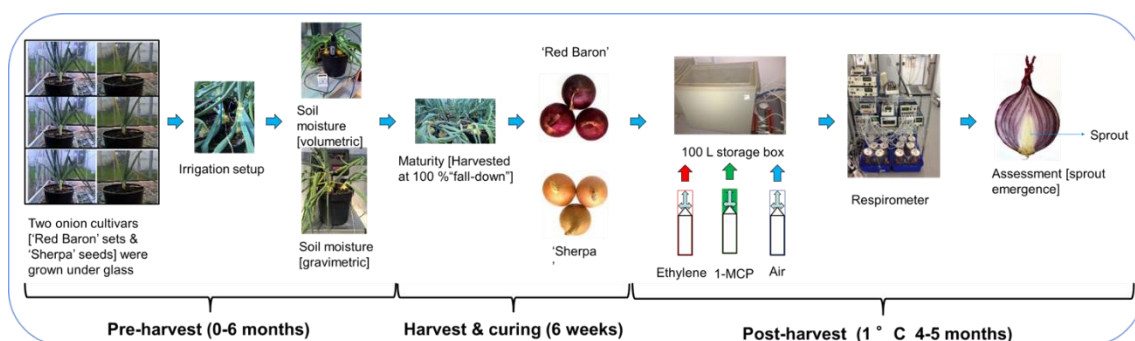 Two onion cultivars
['Red Baron' sets &
'Sherpa' seeds] were
grown under glass
Irrigation setup
Soil moisture
[volumetric]
Soil moisture
[gravimetric]
Maturity [Harvested
at 100 %“fall-down”]
'Red Baron'
'Sherpa
'
100 L storage box
Ethylene
1-MCP
Air
Respirometer
Sprout
Assessment [sprout
emergence]
Pre-harvest (0-6 months)
Harvest & curing (6 weeks)
Post-harvest (1 ° C 4-5 months)